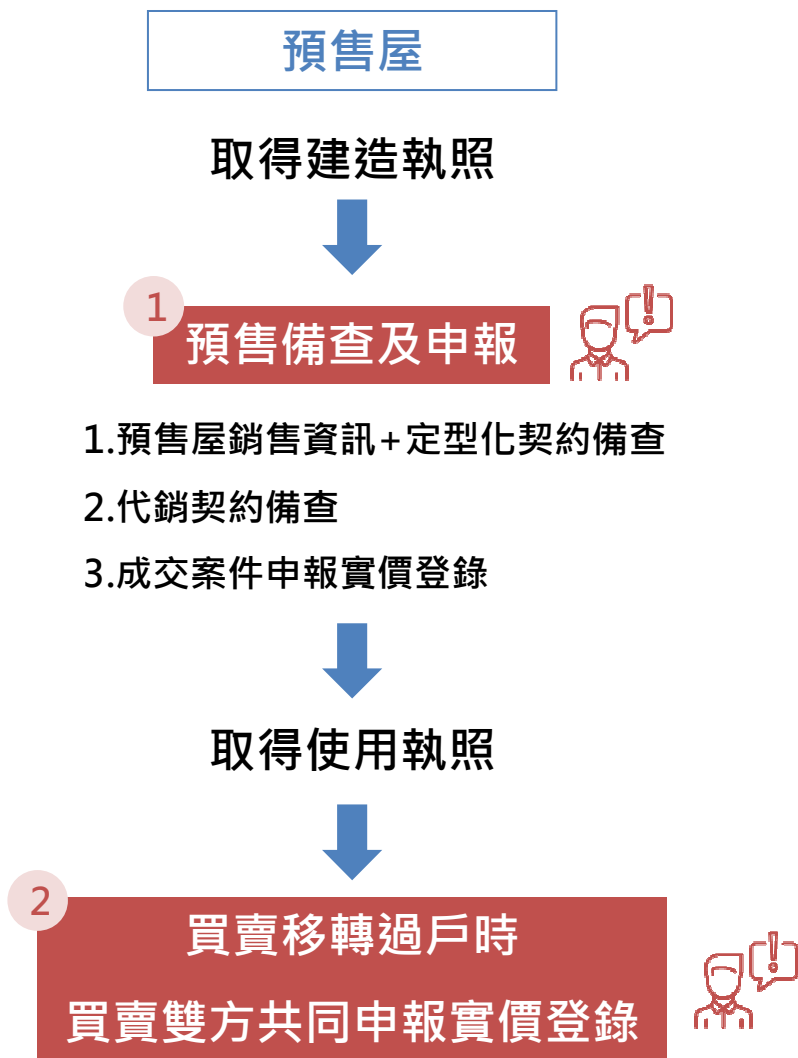 預售屋
取得建造執照
1
預售備查及申報
1.預售屋銷售資訊+定型化契約備查
2.代銷契約備查
3.成交案件申報實價登錄
取得使用執照
2
買賣移轉過戶時
買賣雙方共同申報實價登錄